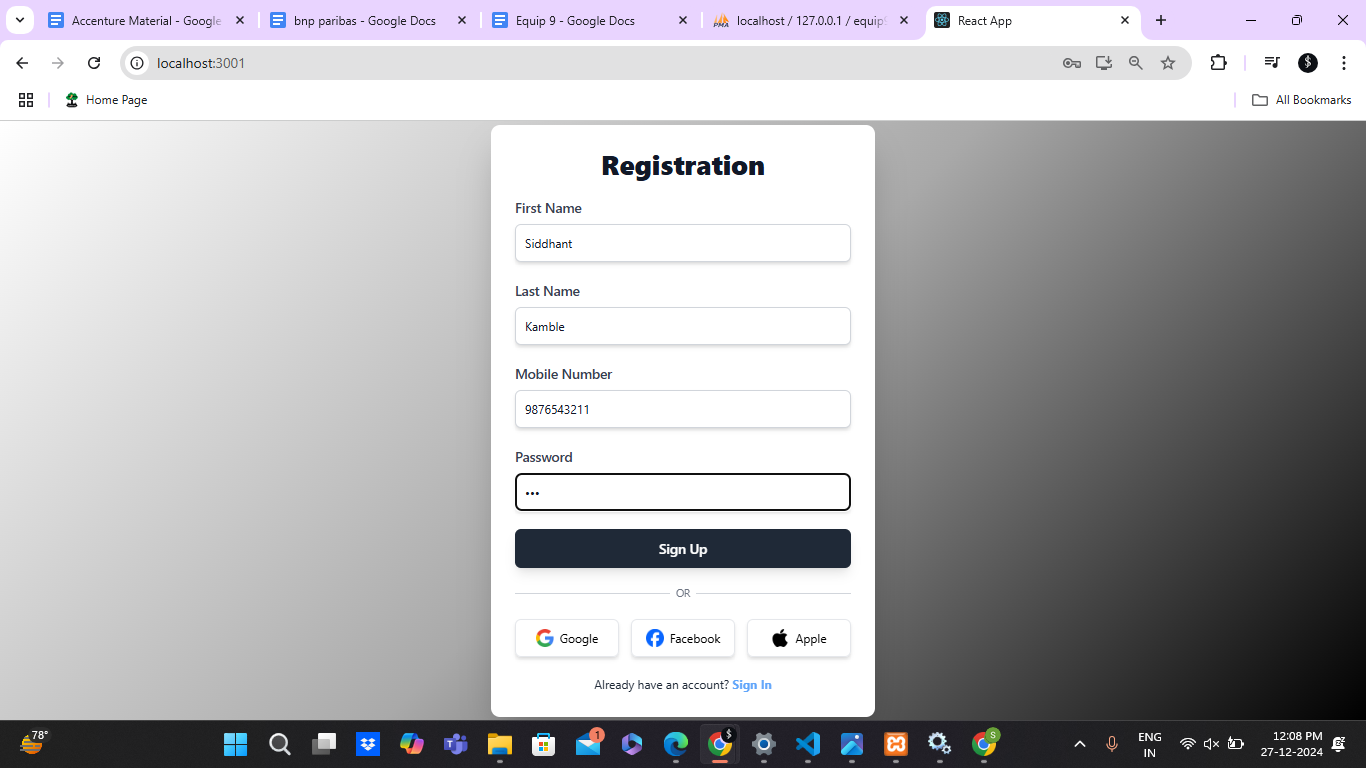 Accenture Material - Google
bnp paribas - Google Docs
Equip 9 - Google Docs
PMA
localhost / 127.0.0.1 / equip9
React App
localhost:3001
$
Home Page
All Bookmarks
Registration
First Name
Siddhant
Last Name
Kamble
Mobile Number
9876543211
Password
•••
Sign Up
OR
Google
Facebook
Apple
Already have an account? Sign In
78°
1
$
S
ENG
IN
12:08 PM
27-12-2024